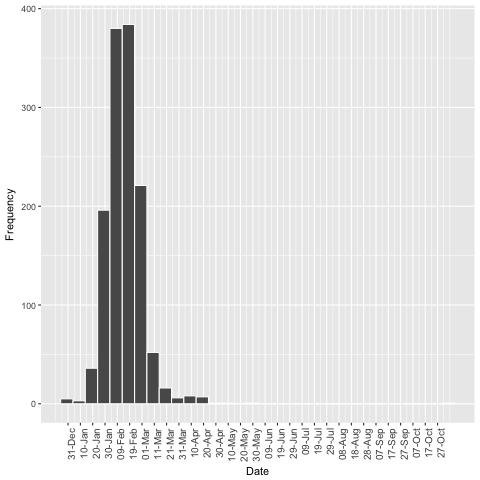 400
300
200
100
0
Frequency
31-Dec
10-Jan
20-Jan
30-Jan
09-Feb
19-Feb
01-Mar
11-Mar
21-Mar
31-Mar
10-Apr
20-Apr
30-Apr
10-May
20-May
30-May
09-Jun
19-Jun
29-Jun
09-Jul
19-Jul
29-Jul
08-Aug
18-Aug
28-Aug
07-Sep
17-Sep
27-Sep
07-Oct
17-Oct
27-Oct
Date